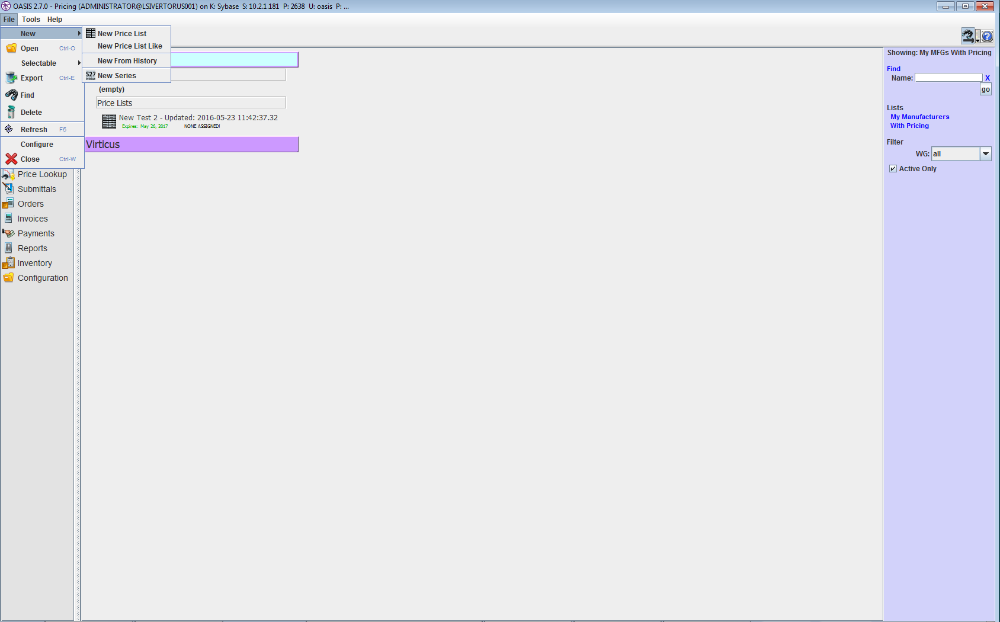 OASIS 2.7.0 - Pricing (ADMINISTRATOR@LSIVERTORUS001) on K: Sybase S: 10.2.1.181 P: 2638 U: oasis P: ...
File Tools Help
New
Open Ctrl-O
Selectable
Export Ctrl-E
Find
Delete
Refresh F5
Configure
Close Ctrl-W
New Price List
New Price List Like
New From History
S27 New Series
(empty)
Price Lists
New Test 2 - Updated: 2016-05-23 11:42:37.32
Expires: May 26, 2017 NONE ASSIGNED!
Virticus
Price Lookup
Submittals
Orders
Invoices
Payments
Reports
Inventory
Configuration
Showing: My MFGs With Pricing
Find
Name: X
go
Lists
My Manufacturers
With Pricing
Filter
WG: all
Active Only